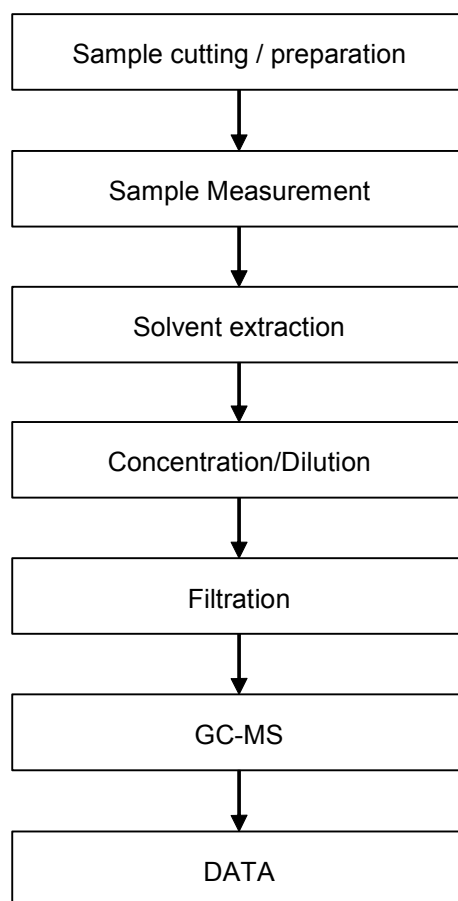 Sample cutting / preparation
Sample Measurement
Solvent extraction
Concentration/Dilution
Filtration
GC-MS
DATA